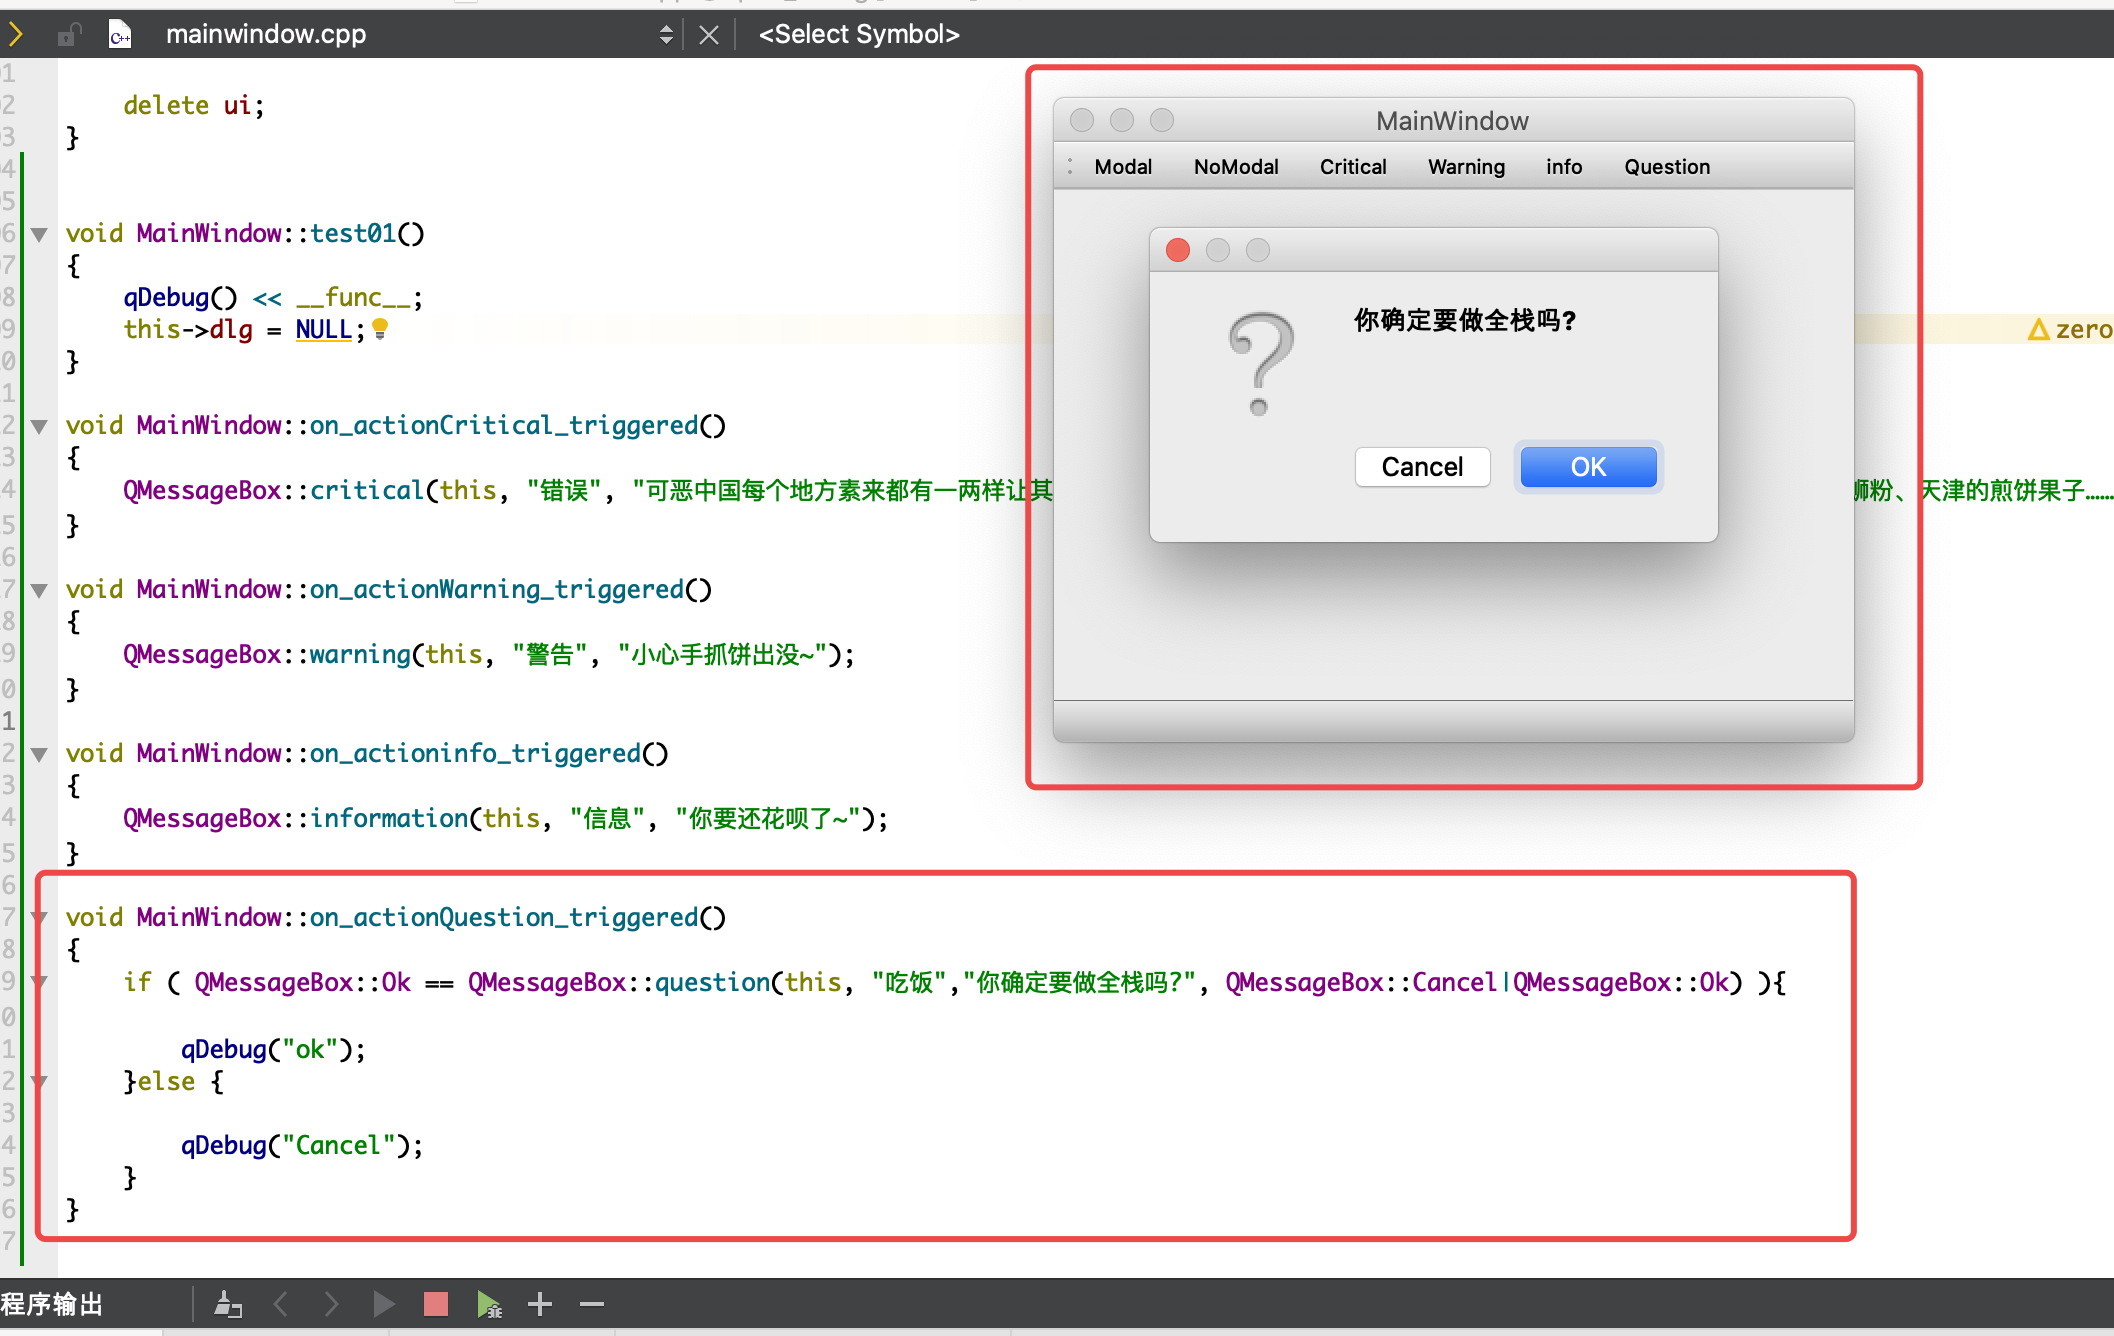 mainwindow.cpp
<Select Symbol>
1
2 delete ui;
3 }
4
5
6 void MainWindow::test01()
7 {
8 qDebug() << __func__;
9 this->dlg = NULL; zero
0 }
1
2 void MainWindow::on_actionCritical_triggered()
3 {
4 QMessageBox::critical(this, "错误", "可恶中国每个地方素来都有一两样让其 狮粉、天津的煎饼果子……
5 }
6
7 void MainWindow::on_actionWarning_triggered()
8 {
9 QMessageBox::warning(this, "警告", "小心手抓饼出没~");
0 }
1
2 void MainWindow::on_actioninfo_triggered()
3 {
4 QMessageBox::information(this, "信息", "你要还花呗了~");
5 }
6
7 void MainWindow::on_actionQuestion_triggered()
8 {
9 if ( QMessageBox::Ok == QMessageBox::question(this, "吃饭","你确定要做全栈吗?", QMessageBox::Cancel|QMessageBox::Ok) ){
0
1 qDebug("ok");
2 }else {
3
4 qDebug("Cancel");
5 }
6 }
7
MainWindow
Modal NoModal Critical Warning info Question
你确定要做全栈吗?
Cancel OK
程序输出